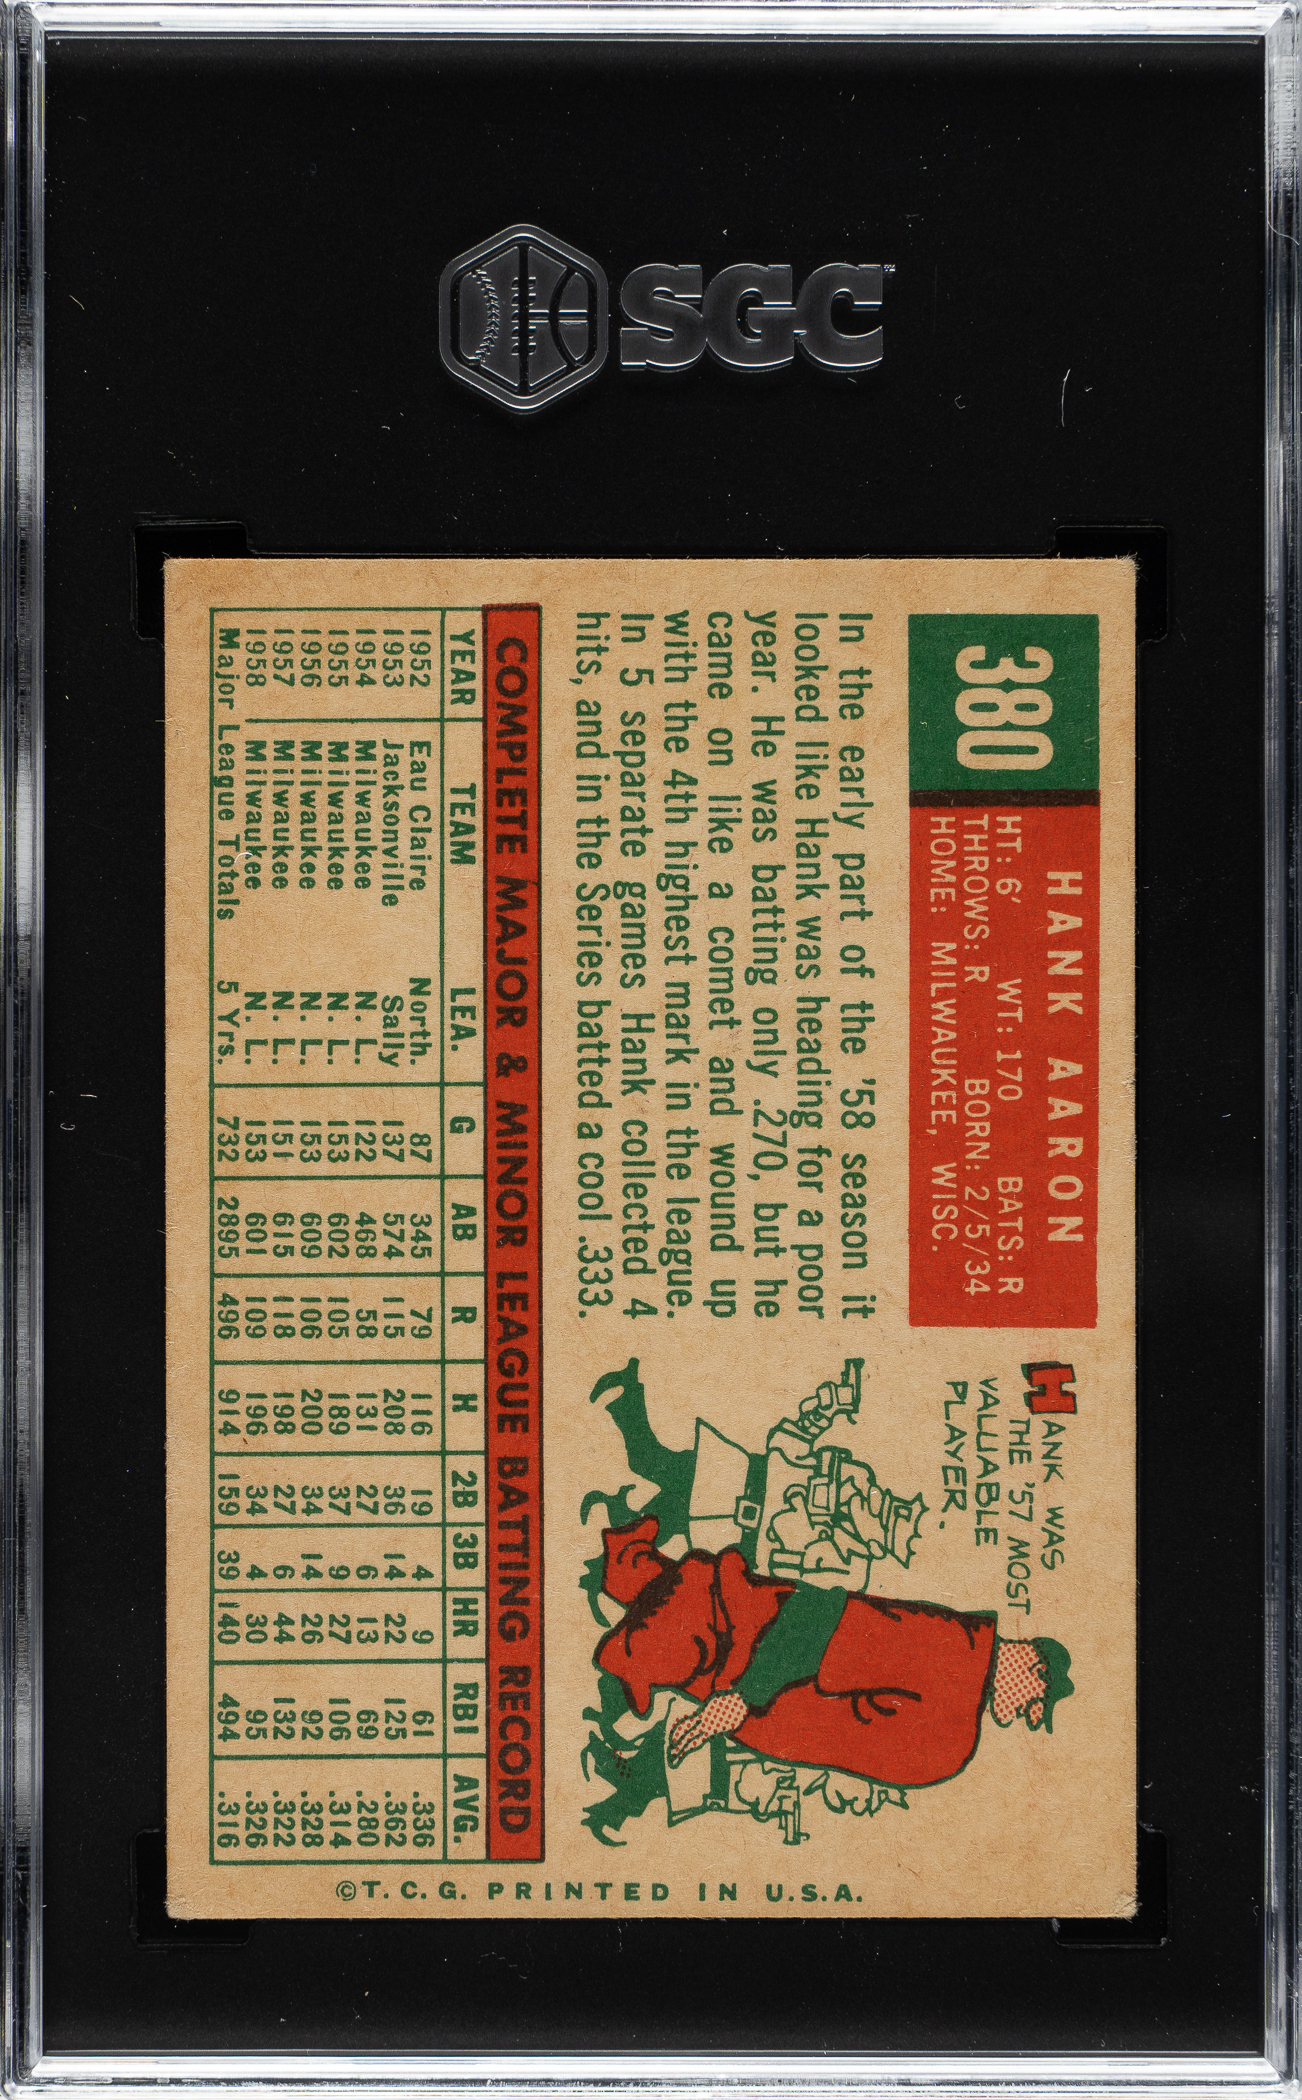 SGC
380
HANK AARON
HT: 6' WT: 170 BATS: R
THROWS: R BORN: 2/5/34
HOME: MILWAUKEE, WISC.
In the early part of the '58 season it
looked like Hank was heading for a poor
year. He was batting only .270, but he
came on like a comet and wound up
with the 4th highest mark in the league.
In 5 separate games Hank collected 4
hits, and in the Series batted a cool .333.
HANK WAS
THE '57 MOST
VALUABLE
PLAYER.
COMPLETE MAJOR & MINOR LEAGUE BATTING RECORD
YEAR TEAM LEA. G AB R H 2B 3B HR RBI AVG.
1952 Eau Claire North. 87 345 79 116 19 4 9 61 .336
1953 Jacksonville Sally 137 574 115 208 36 14 22 125 .362
1954 Milwaukee N. L. 122 468 58 131 27 6 13 69 .280
1955 Milwaukee N. L. 153 602 105 189 37 9 27 106 .314
1956 Milwaukee N. L. 153 609 106 200 34 14 26 92 .328
1957 Milwaukee N. L. 151 615 118 198 27 6 44 132 .322
1958 Milwaukee N. L. 153 601 109 196 34 4 30 95 .326
Major League Totals 5 Yrs. 732 2895 496 914 159 39 140 494 .316
©T. C. G. PRINTED IN U.S.A.